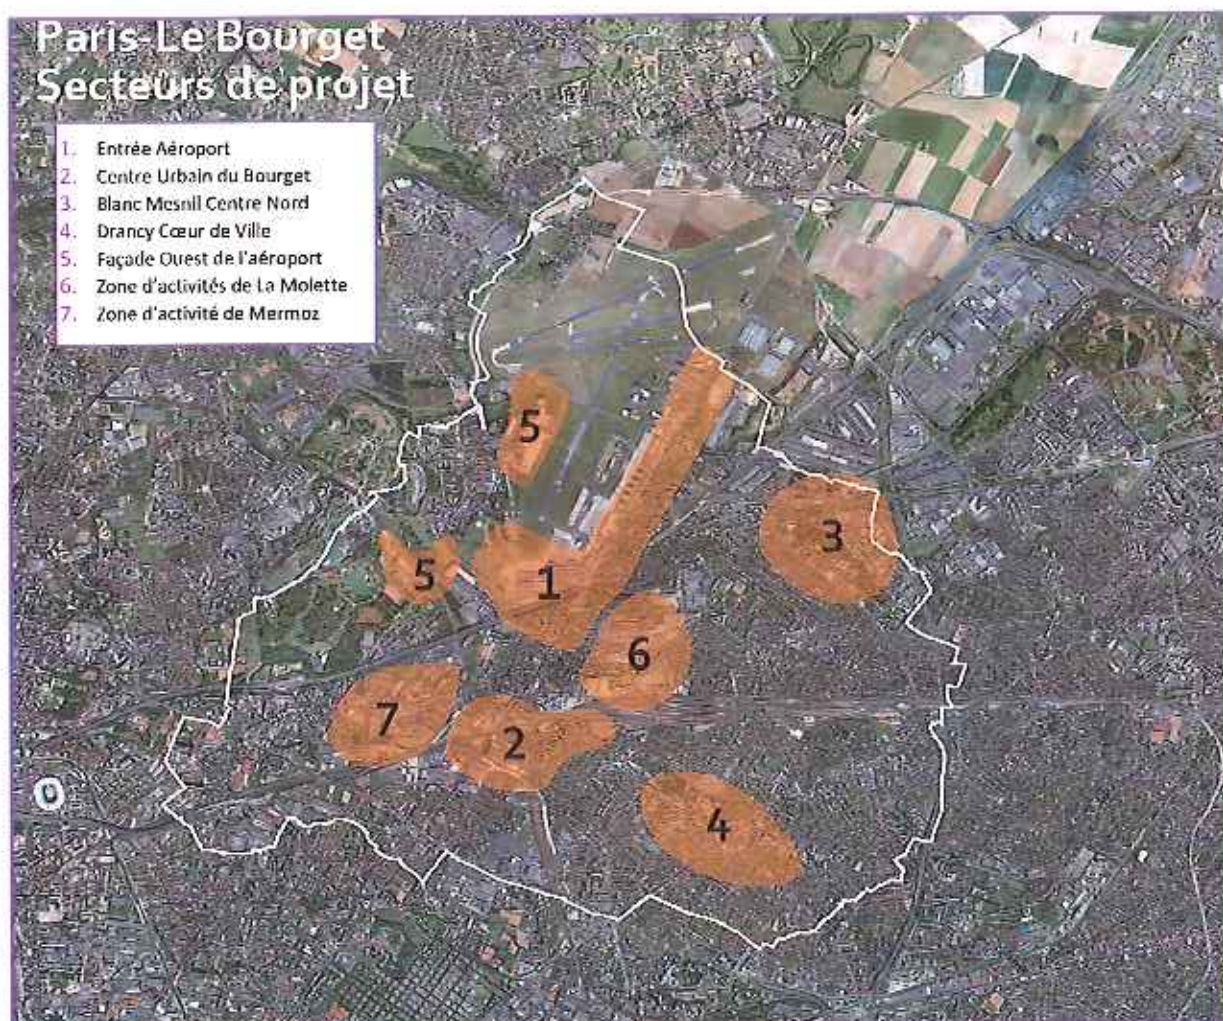 Paris-Le Bourget
Secteurs de projet
1. Entrée Aéroport
2. Centre Urbain du Bourget
3. Blanc Mesnil Centre Nord
4. Drancy Cœur de Ville
5. Façade Ouest de l'aéroport
6. Zone d'activités de La Molette
7. Zone d'activité de Mermoz
5
3
1
5
6
7
2
4